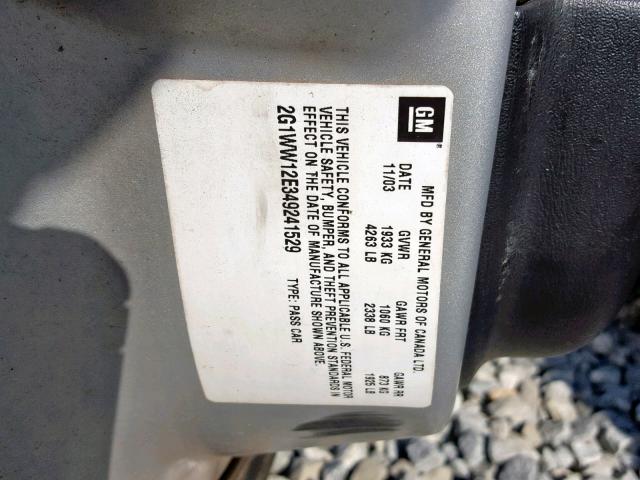 GM
MFD BY GENERAL MOTORS OF CANADA LTD.
DATE GVWR GAWR FRT GAWR RR
11/03 1933 KG 1060 KG 873 KG
4263 LB 2338 LB 1925 LB
THIS VEHICLE CONFORMS TO ALL APPLICABLE U.S. FEDERAL MOTOR
VEHICLE SAFETY, BUMPER, AND THEFT PREVENTION STANDARDS IN
EFFECT ON THE DATE OF MANUFACTURE SHOWN ABOVE.
2G1WW12E349241529 TYPE: PASS CAR